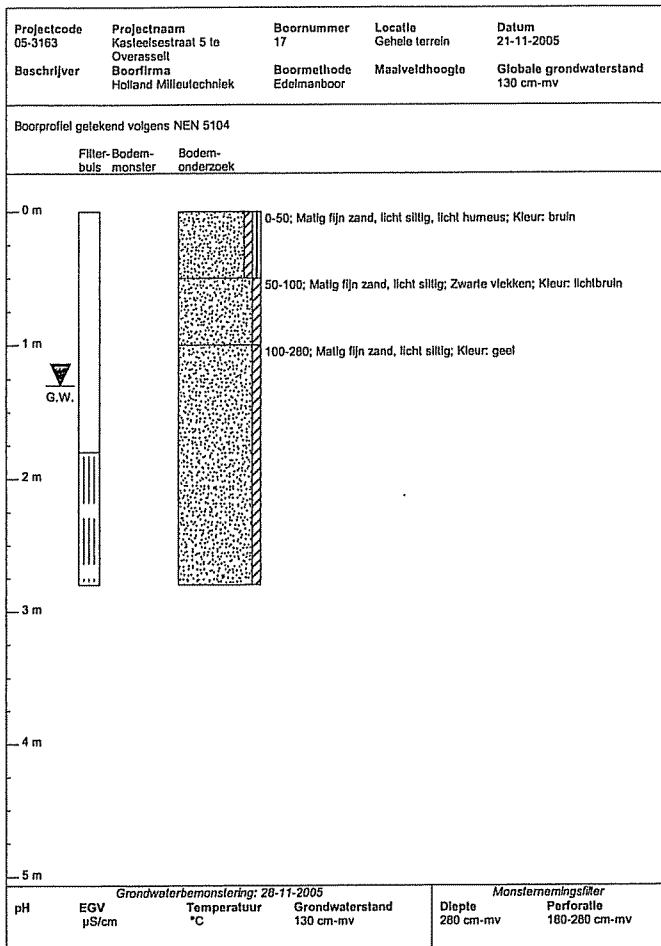 Projectcode Projectnaam Boornummer Locatie Datum
05-3163 Kasteelsestraat 5 te 17 Gehele terrein 21-11-2005
Overasselt
Beschrijver Boorfirma Boormethode Maaiveldhoogte Globale grondwaterstand
Holland Milieutechniek Edelmanboor 130 cm-mv
Boorprofiel getekend volgens NEN 5104
Filter- Bodem- Bodem-
buis monster onderzoek
0 m
0-50; Matig fijn zand, licht siltig, licht humeus; Kleur: bruin
50-100; Matig fijn zand, licht siltig; Zwarte vlekken; Kleur: lichtbruin
1 m
100-280; Matig fijn zand, licht siltig; Kleur: geel
G.W.
2 m
3 m
4 m
5 m
Grondwaterbemonstering: 28-11-2005 Monsternemingsfilter
pH EGV Temperatuur Grondwaterstand Diepte Perforatie
µS/cm °C 130 cm-mv 280 cm-mv 180-280 cm-mv